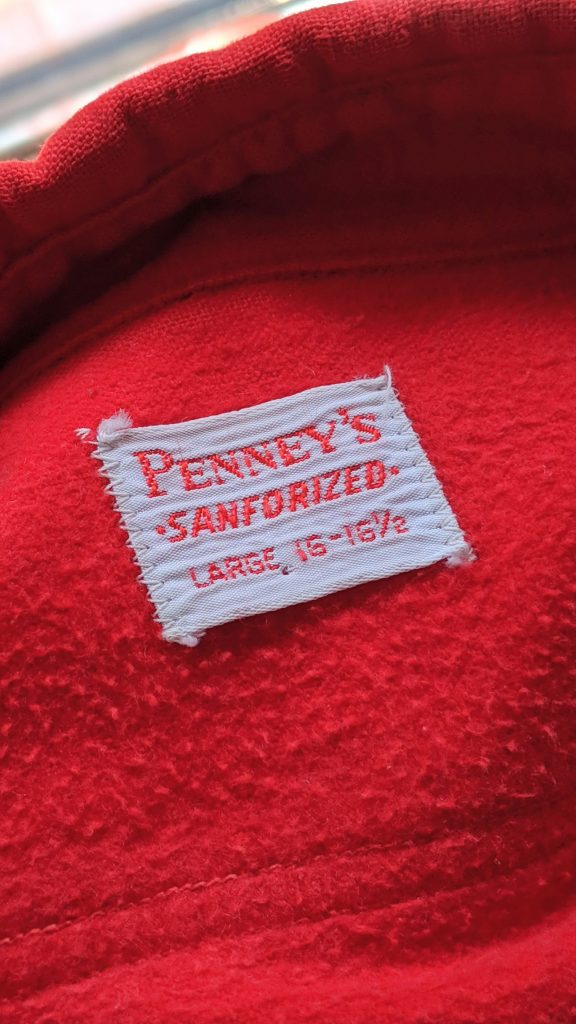 PENNEY'S
·SANFORIZED·
LARGE, 16-16½